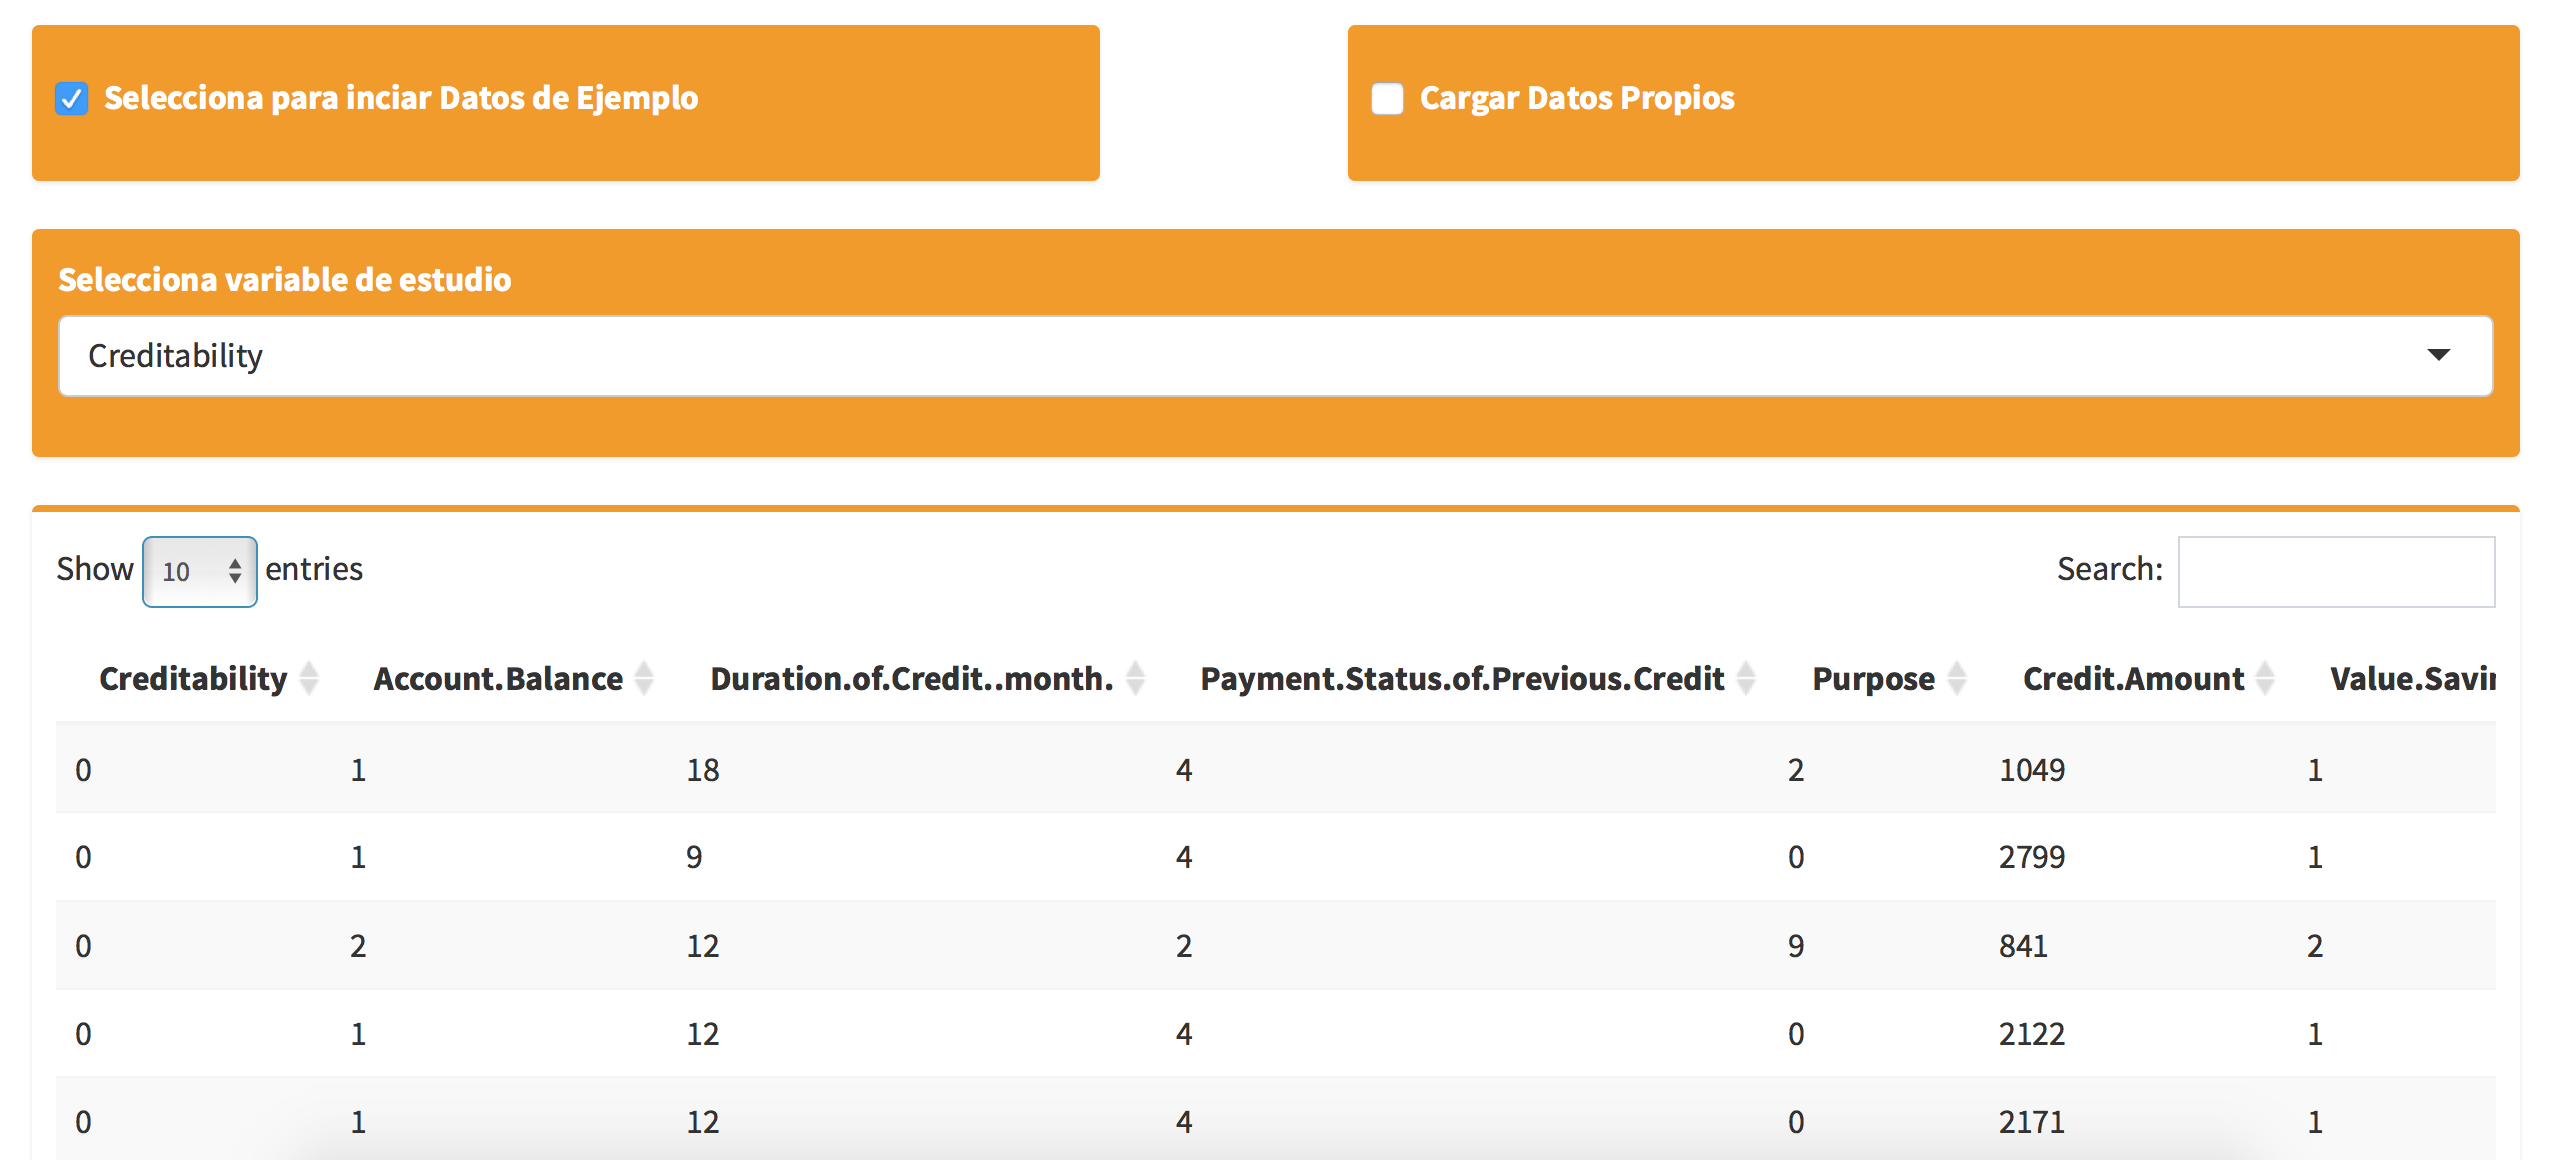 Selecciona para inciar Datos de Ejemplo
Cargar Datos Propios
Selecciona variable de estudio
Creditability
Show 10 entries
Search:
Creditability Account.Balance Duration.of.Credit..month. Payment.Status.of.Previous.Credit Purpose Credit.Amount
0 1 18 4 2 1049 1
0 1 9 4 0 2799 1
0 2 12 2 9 841 2
0 1 12 4 0 2122 1
0 1 12 4 0 2171 1